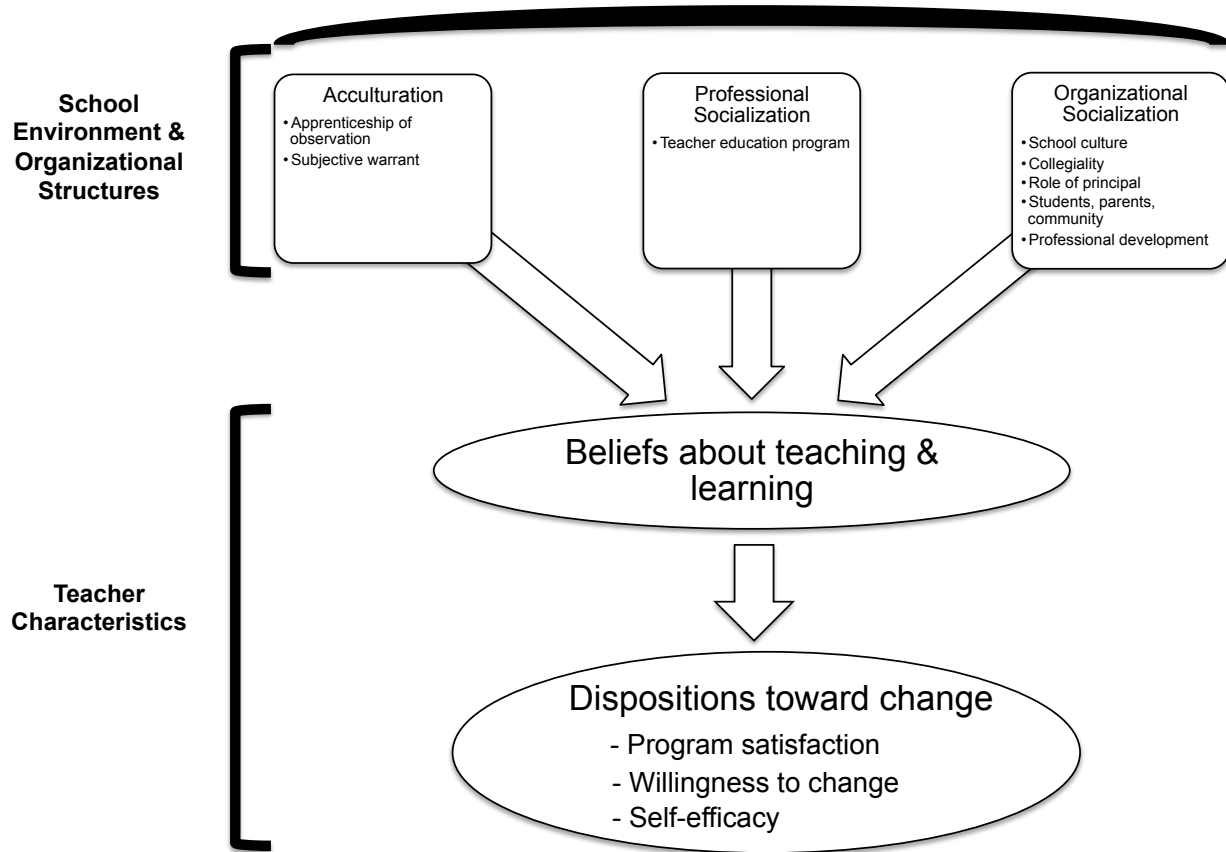 School
Environment &
Organizational
Structures
Acculturation
• Apprenticeship of
observation
• Subjective warrant
Professional
Socialization
• Teacher education program
Organizational
Socialization
• School culture
• Collegiality
• Role of principal
• Students, parents,
community
• Professional development
Beliefs about teaching &
learning
Teacher
Characteristics
Dispositions toward change
- Program satisfaction
- Willingness to change
- Self-efficacy